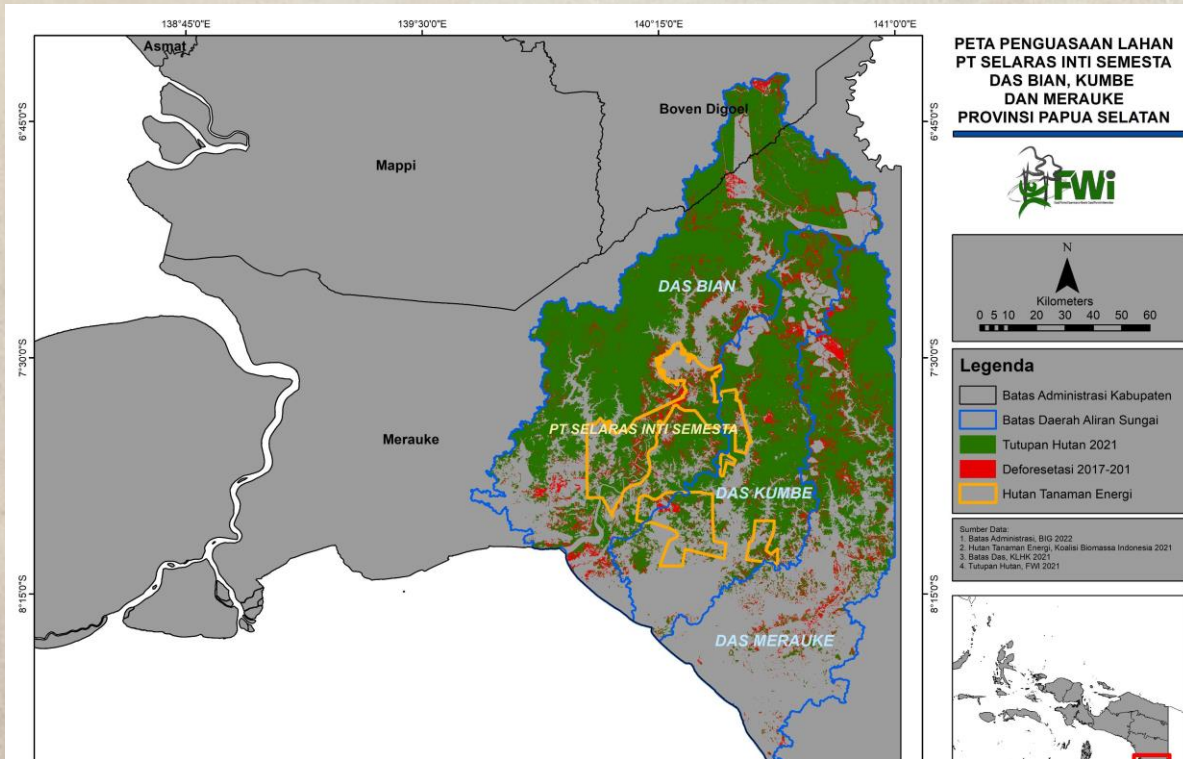 138°45'0"E
139°30'0"E
140°15'0"E
141°0'0"E
PETA PENGUASAAN LAHAN
PT SELARAS INTI SEMESTA
DAS BIAN, KUMBE
DAN MERAUKE
PROVINSI PAPUA SELATAN
Asmat
Boven Digoel
Mappi
Merauke
DAS BIAN
PT SELARAS INTI SEMESTA
DAS KUMBE
DAS MERAUKE
6°45'0"S
6°45'0"S
7°30'0"S
7°30'0"S
8°15'0"S
8°15'0"S
FWi
N
Kilometers
0 5 10 20 30 40 50 60
Legenda
Batas Administrasi Kabupaten
Batas Daerah Aliran Sungai
Tutupan Hutan 2021
Deforesetasi 2017-201
Hutan Tanaman Energi
Sumber Data:
1. Batas Administrasi, BIG 2022
2. Hutan Tanaman Energi, Koalisi Biomassa Indonesia 2021
3. Batas Das, KLHK 2021
4. Tutupan Hutan, FWI 2021